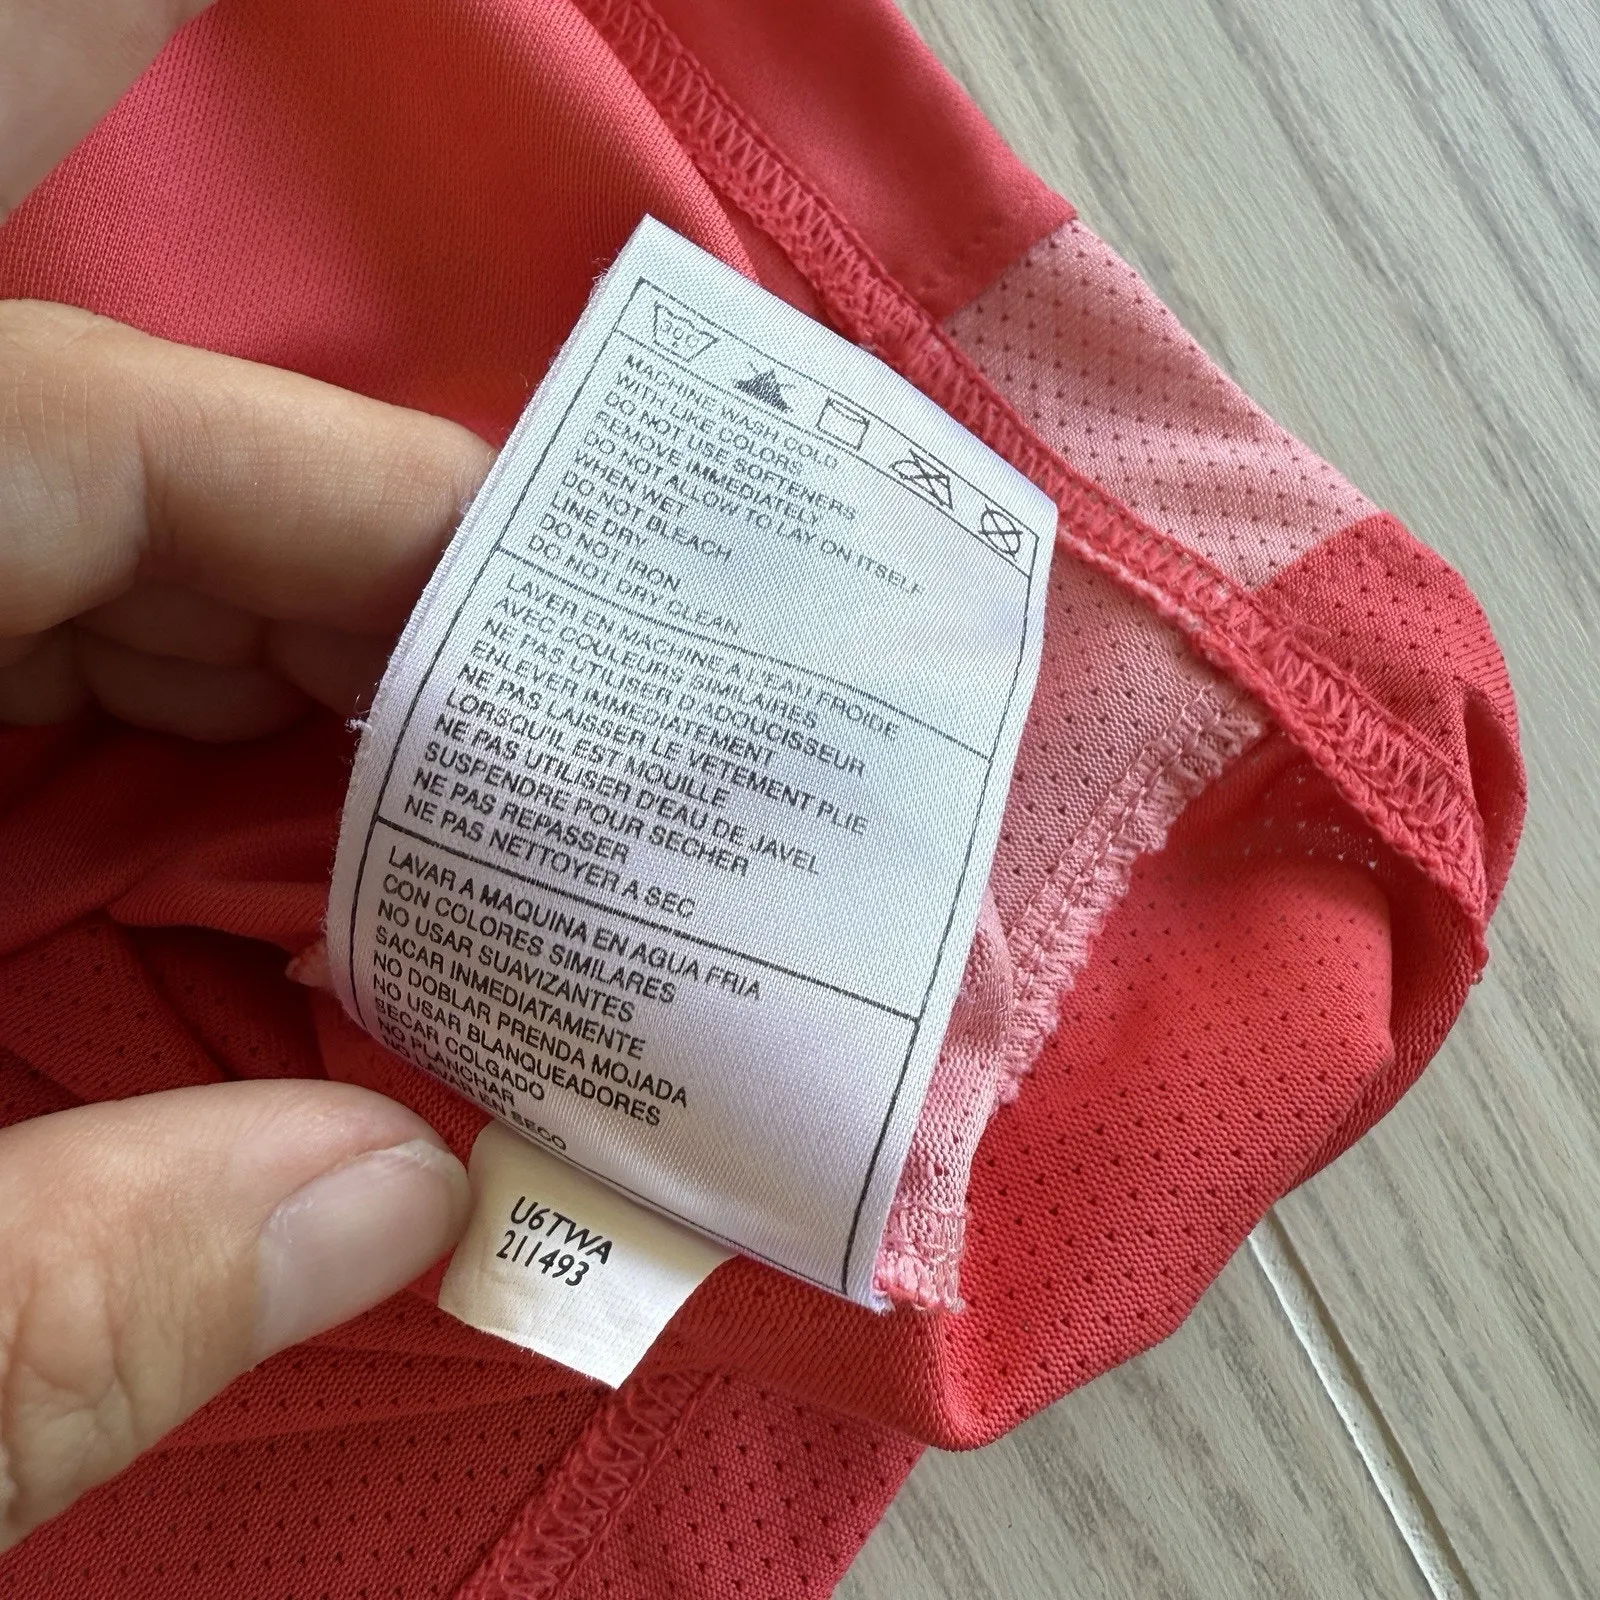 30C
MACHINE WASH COLD
WITH LIKE COLORS
DO NOT USE SOFTENERS
REMOVE IMMEDIATELY
DO NOT ALLOW TO LAY ON ITSELF
WHEN WET
DO NOT BLEACH
LINE DRY
DO NOT IRON
DO NOT DRY CLEAN
LAVER EN MACHINE A L'EAU FROIDE
AVEC COULEURS SIMILAIRES
NE PAS UTILISER D'ADOUCISSEUR
ENLEVER IMMEDIATEMENT
NE PAS LAISSER LE VETEMENT PLIE
LORSQU'IL EST MOUILLE
NE PAS UTILISER D'EAU DE JAVEL
SUSPENDRE POUR SECHER
NE PAS REPASSER
NE PAS NETTOYER A SEC
LAVAR A MAQUINA EN AGUA FRIA
CON COLORES SIMILARES
NO USAR SUAVIZANTES
SACAR INMEDIATAMENTE
NO DOBLAR PRENDA MOJADA
NO USAR BLANQUEADORES
SECAR COLGADO
NO PLANCHAR
EN SECO
U6TWA
211493